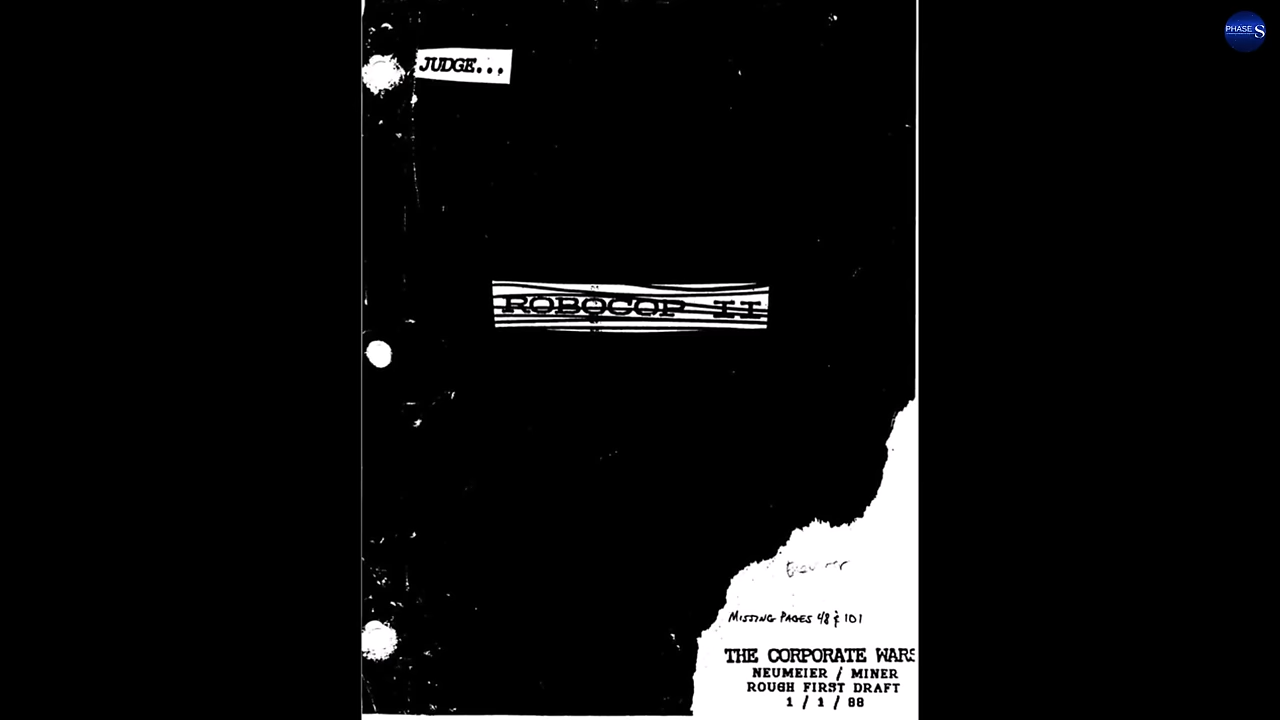 PHASE S
JUDGE...
ROBOCOP II
MISSING PAGES 48 & 101
THE CORPORATE WARS
NEUMEIER / MINER
ROUGH FIRST DRAFT
1 / 1 / 88